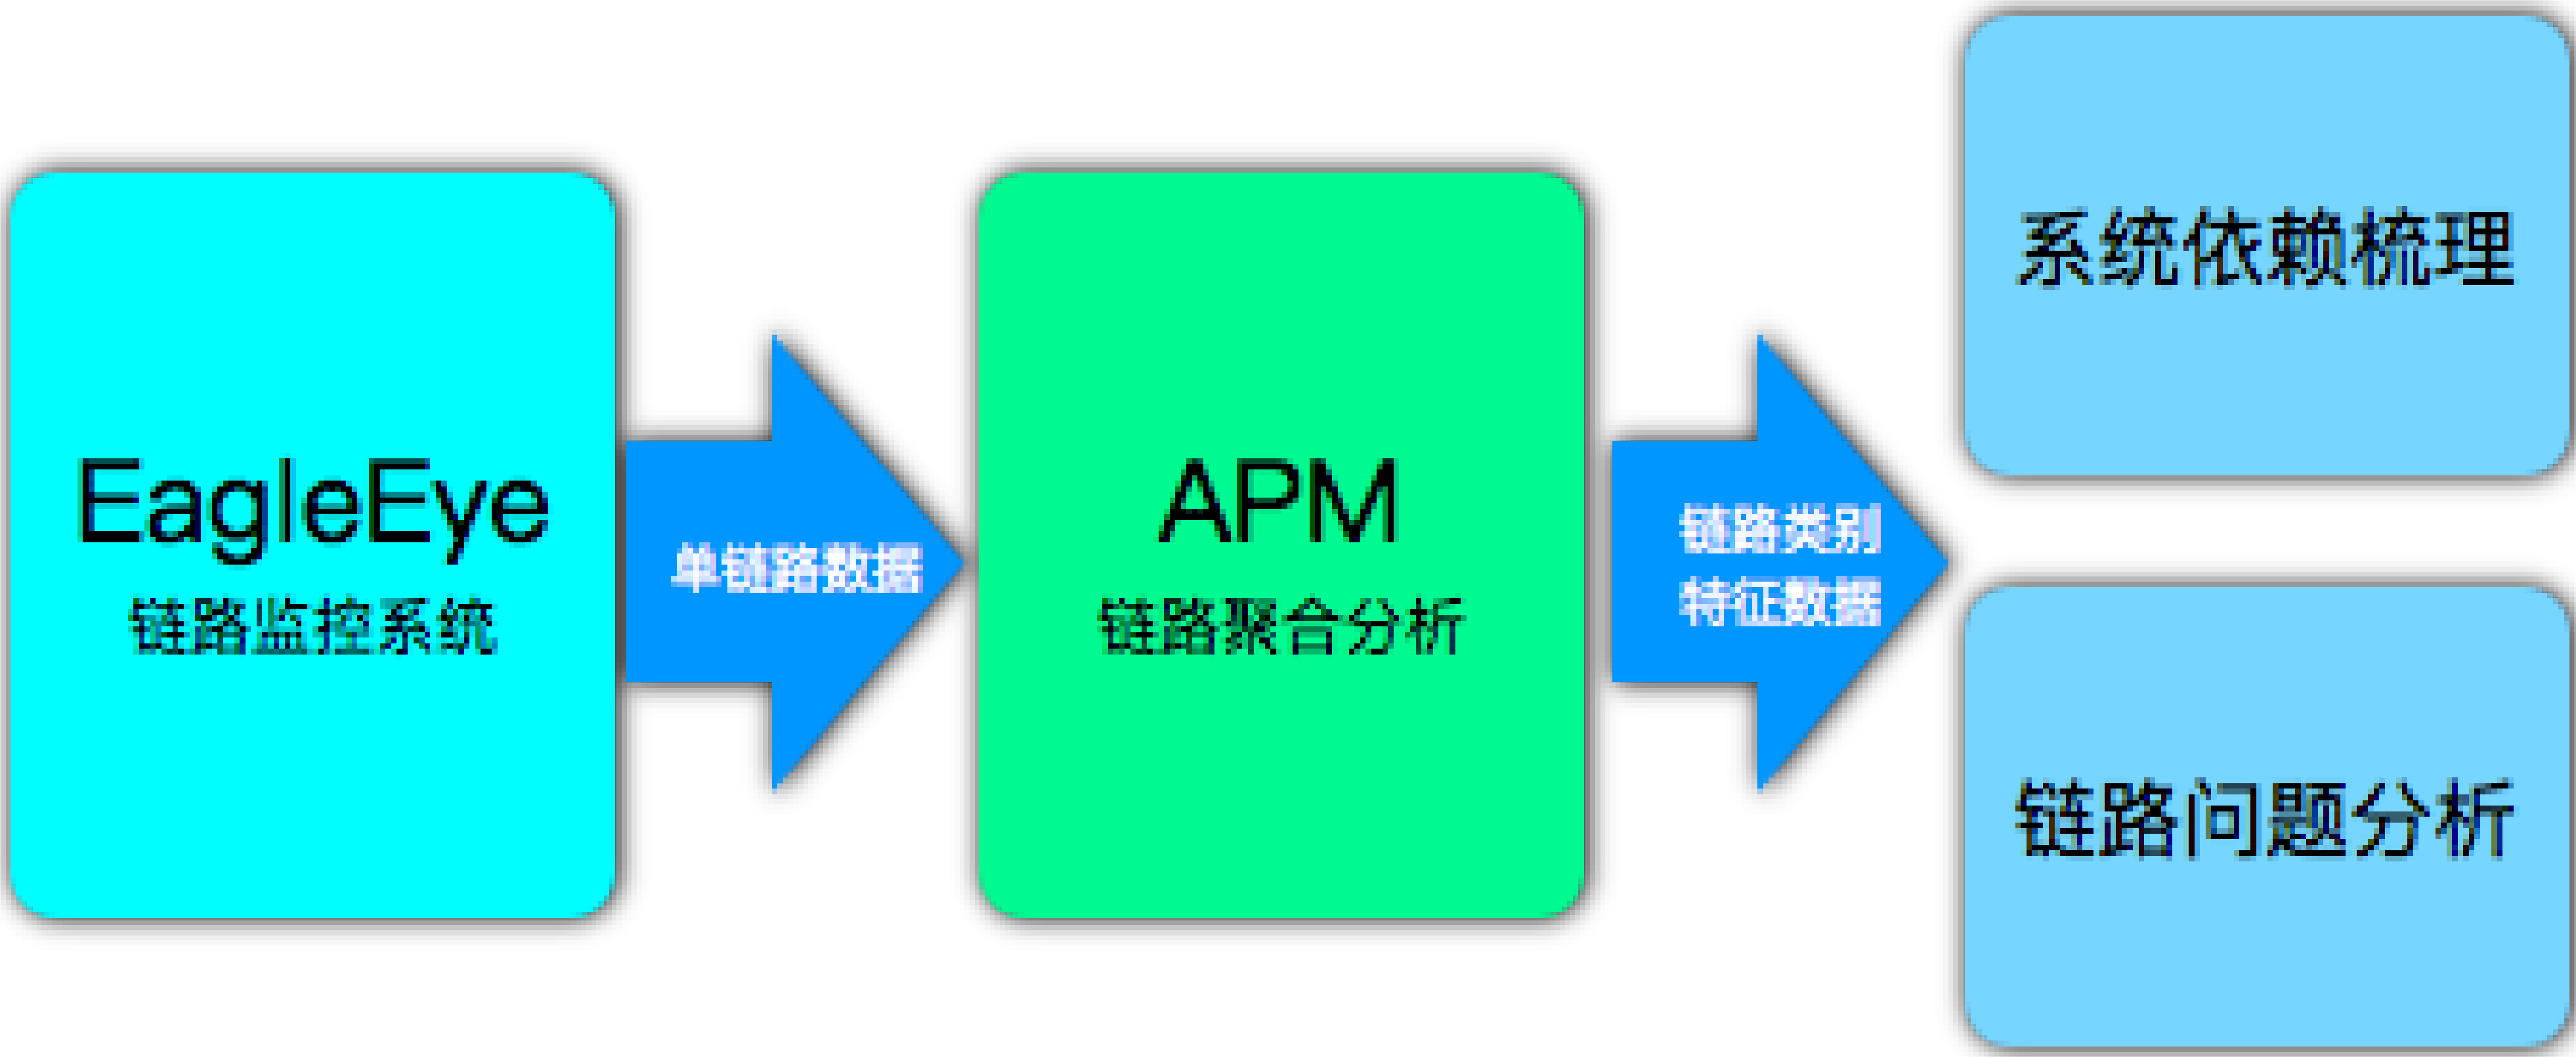 EagleEye
链路监控系统
单链路数据
APM
链路聚合分析
链路类别
特征数据
系统依赖梳理
链路问题分析